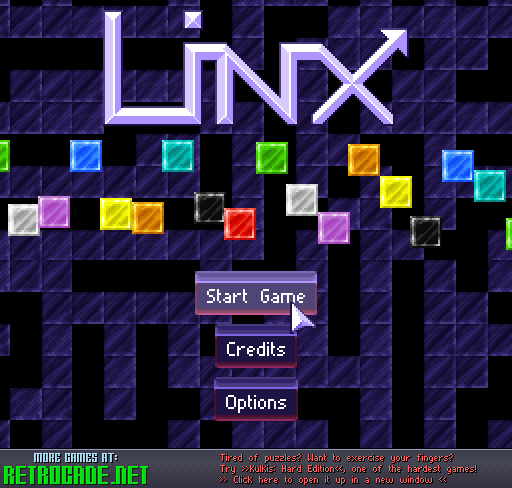 Linx
Start Game
Credits
Options
MORE GAMES AT:
RETROCADE.NET
Tired of puzzles? Want to exercise your fingers?
Try >>Kulkis: Hard Edition<<, one of the hardest games!
>> Click here to open it up in a new window <<